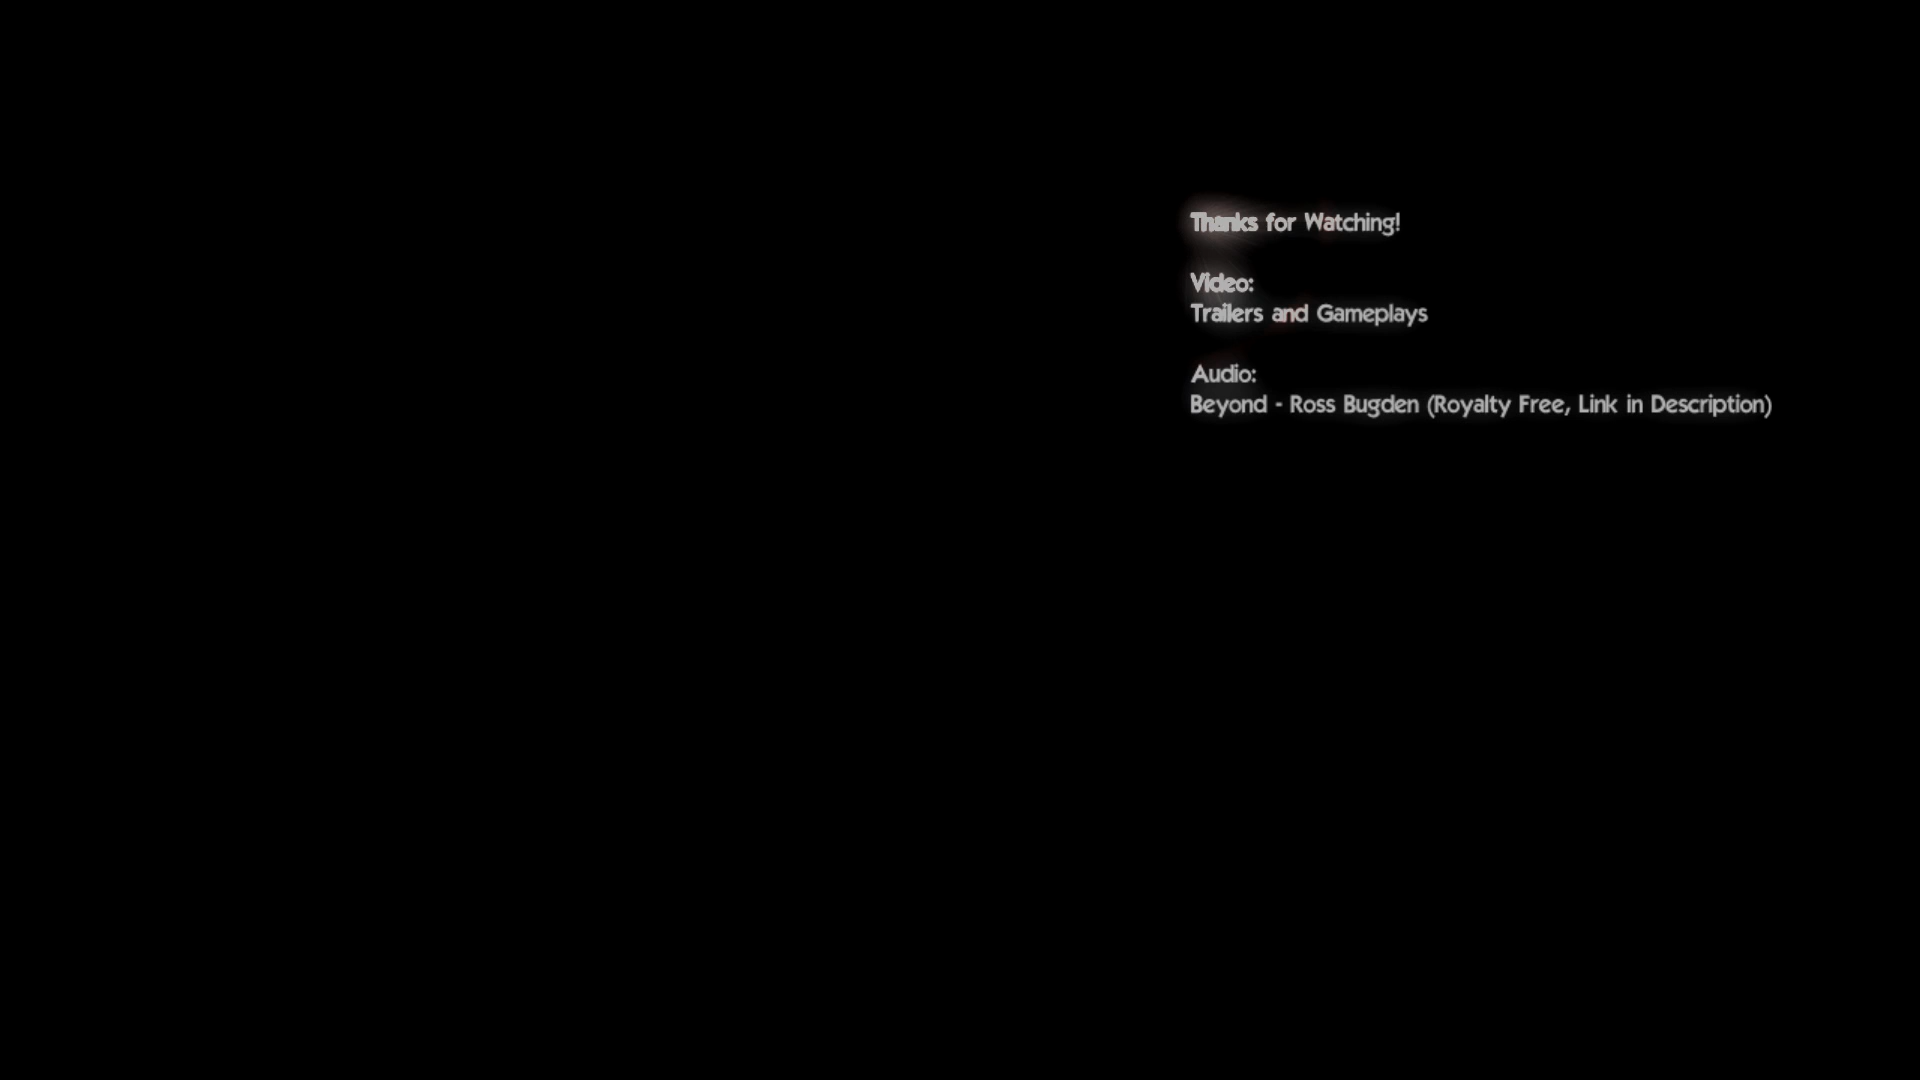 Thanks for Watching!
Video:
Trailers and Gameplays
Audio:
Beyond - Ross Bugden (Royalty Free, Link in Description)